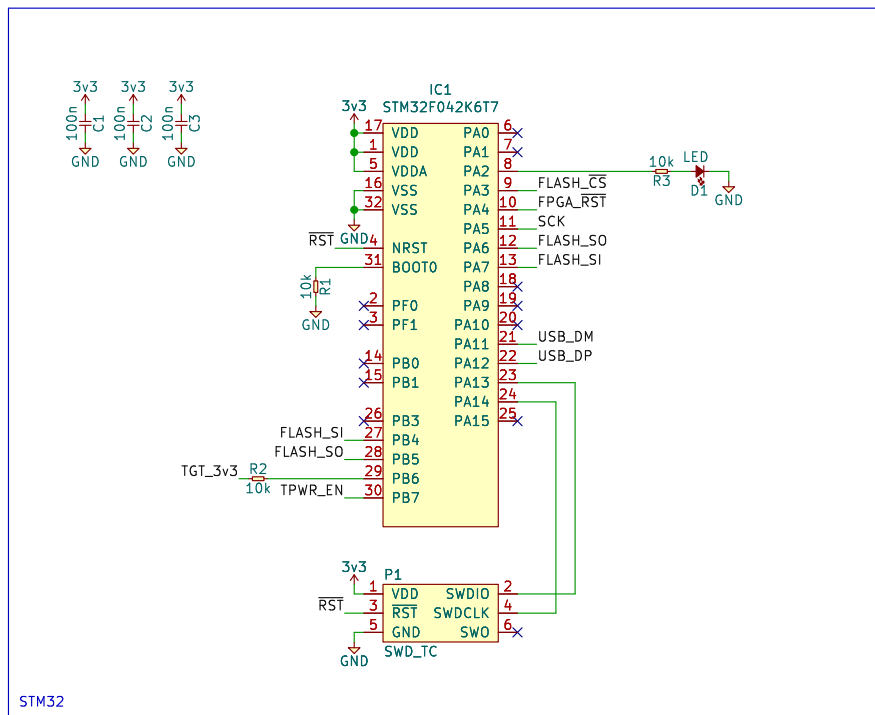 3v3 3v3 3v3
100n C1 100n C2 100n C3
GND GND GND
IC1
STM32F042K6T7
3v3
17 VDD PA0 6
1 VDD PA1 7
5 VDDA PA2 8
10k R3
LED D1
GND
16 VSS PA3 9 FLASH_CS
32 VSS PA4 10 FPGA_RST
GND
PA5 11 SCK
RST 4 NRST PA6 12 FLASH_SO
31 BOOT0 PA7 13 FLASH_SI
10k R1
GND
PA8 18
2 PF0 PA9 19
3 PF1 PA10 20
PA11 21 USB_DM
14 PB0 PA12 22 USB_DP
15 PB1 PA13 23
PA14 24
26 PB3 PA15 25
FLASH_SI 27 PB4
FLASH_SO 28 PB5
TGT_3v3 R2 10k 29 PB6
TPWR_EN 30 PB7
3v3
P1
1 VDD SWDIO 2
RST 3 RST SWDCLK 4
5 GND SWO 6
GND
SWD_TC
STM32